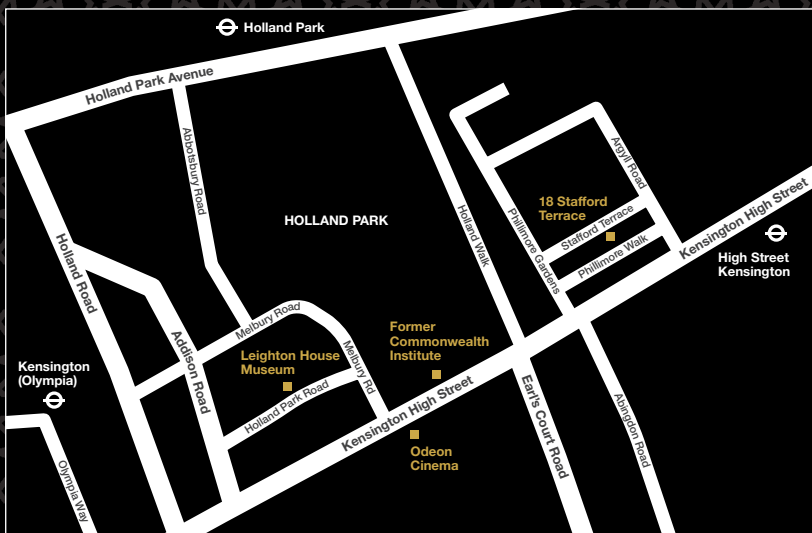 Holland Park
Holland Park Avenue
Abbotsbury Road
Argyll Road
18 Stafford
Terrace
HOLLAND PARK
Holland Walk
Phillimore Gardens
Stafford Terrace
Phillimore Walk
Kensington High Street
High Street
Kensington
Holland Road
Addison Road
Melbury Road
Melbury Rd
Former
Commonwealth
Institute
Leighton House
Museum
Holland Park Road
Kensington
(Olympia)
Kensington High Street
Earl's Court Road
Abingdon Road
Odeon
Cinema
Olympia Way